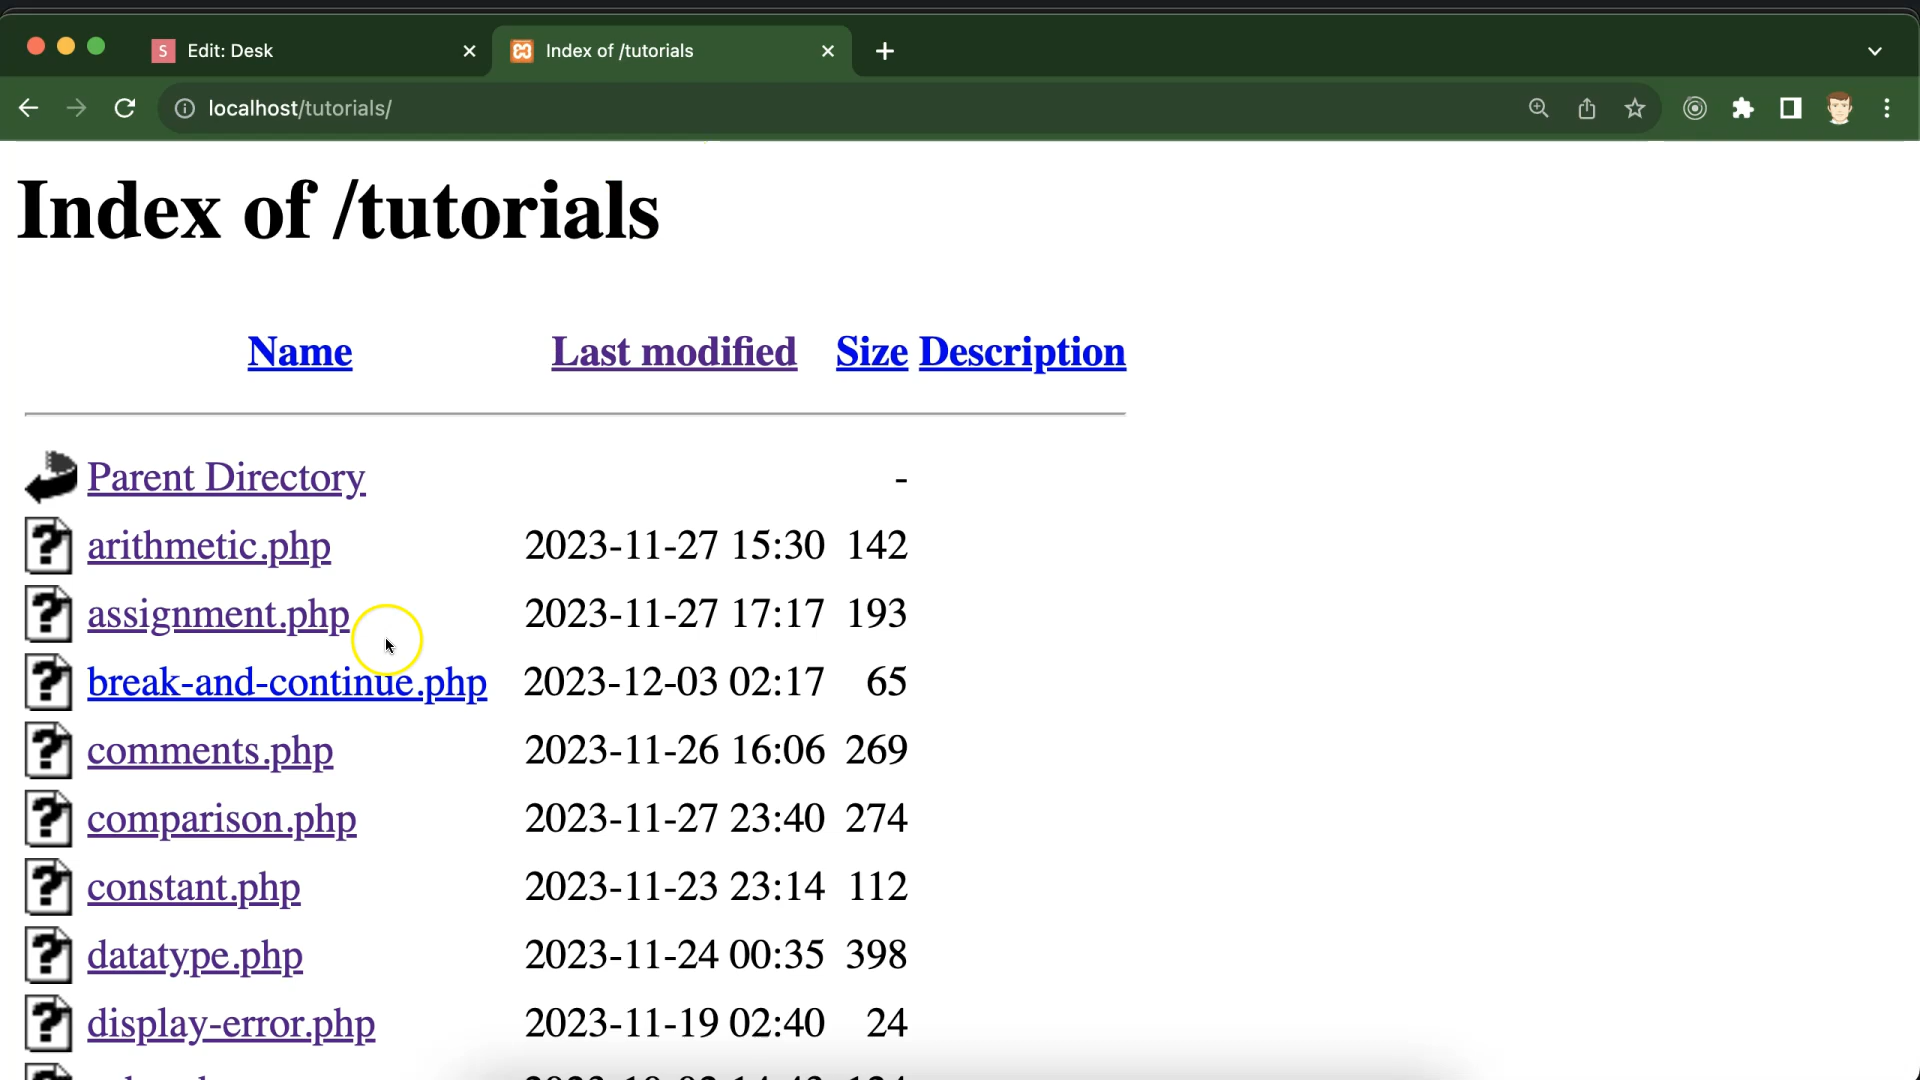 S Edit: Desk
Index of /tutorials
localhost/tutorials/
Index of /tutorials
Name Last modified Size Description
Parent Directory -
arithmetic.php 2023-11-27 15:30 142
assignment.php 2023-11-27 17:17 193
break-and-continue.php 2023-12-03 02:17 65
comments.php 2023-11-26 16:06 269
comparison.php 2023-11-27 23:40 274
constant.php 2023-11-23 23:14 112
datatype.php 2023-11-24 00:35 398
display-error.php 2023-11-19 02:40 24